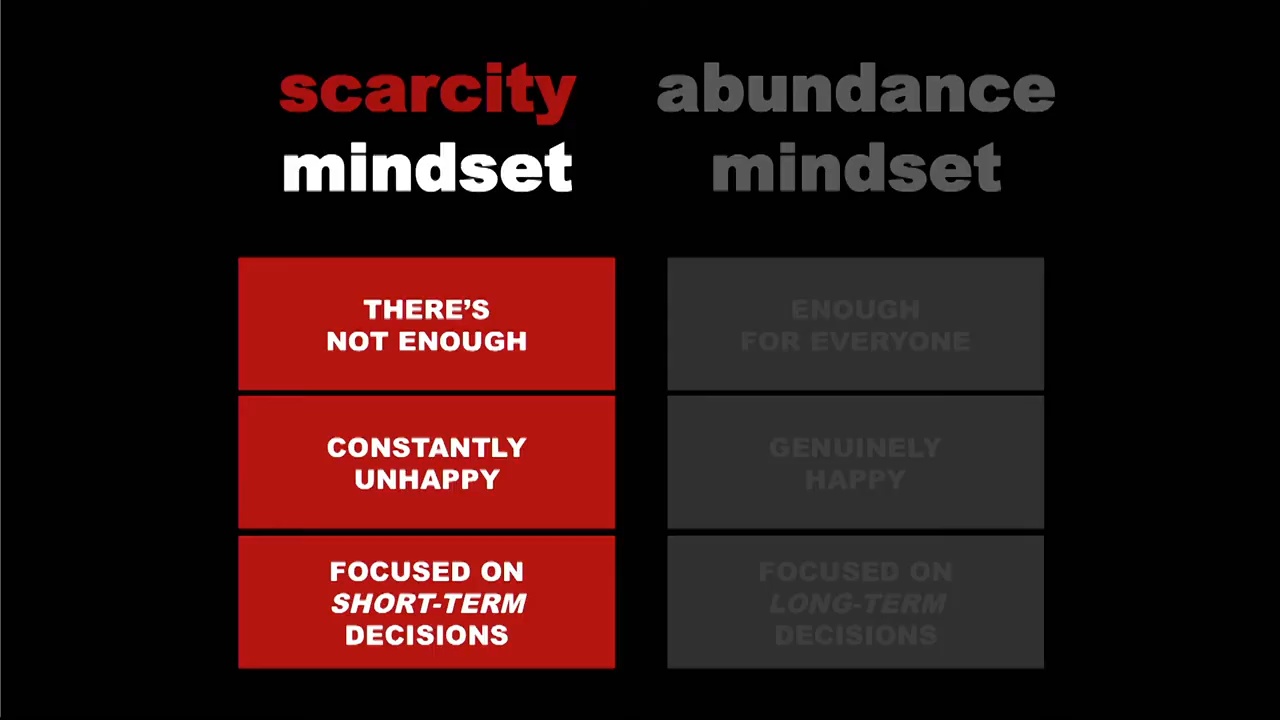 scarcity
mindset
THERE'S
NOT ENOUGH
CONSTANTLY
UNHAPPY
FOCUSED ON
SHORT-TERM
DECISIONS
abundance
mindset
ENOUGH
FOR EVERYONE
GENUINELY
HAPPY
FOCUSED ON
LONG-TERM
DECISIONS